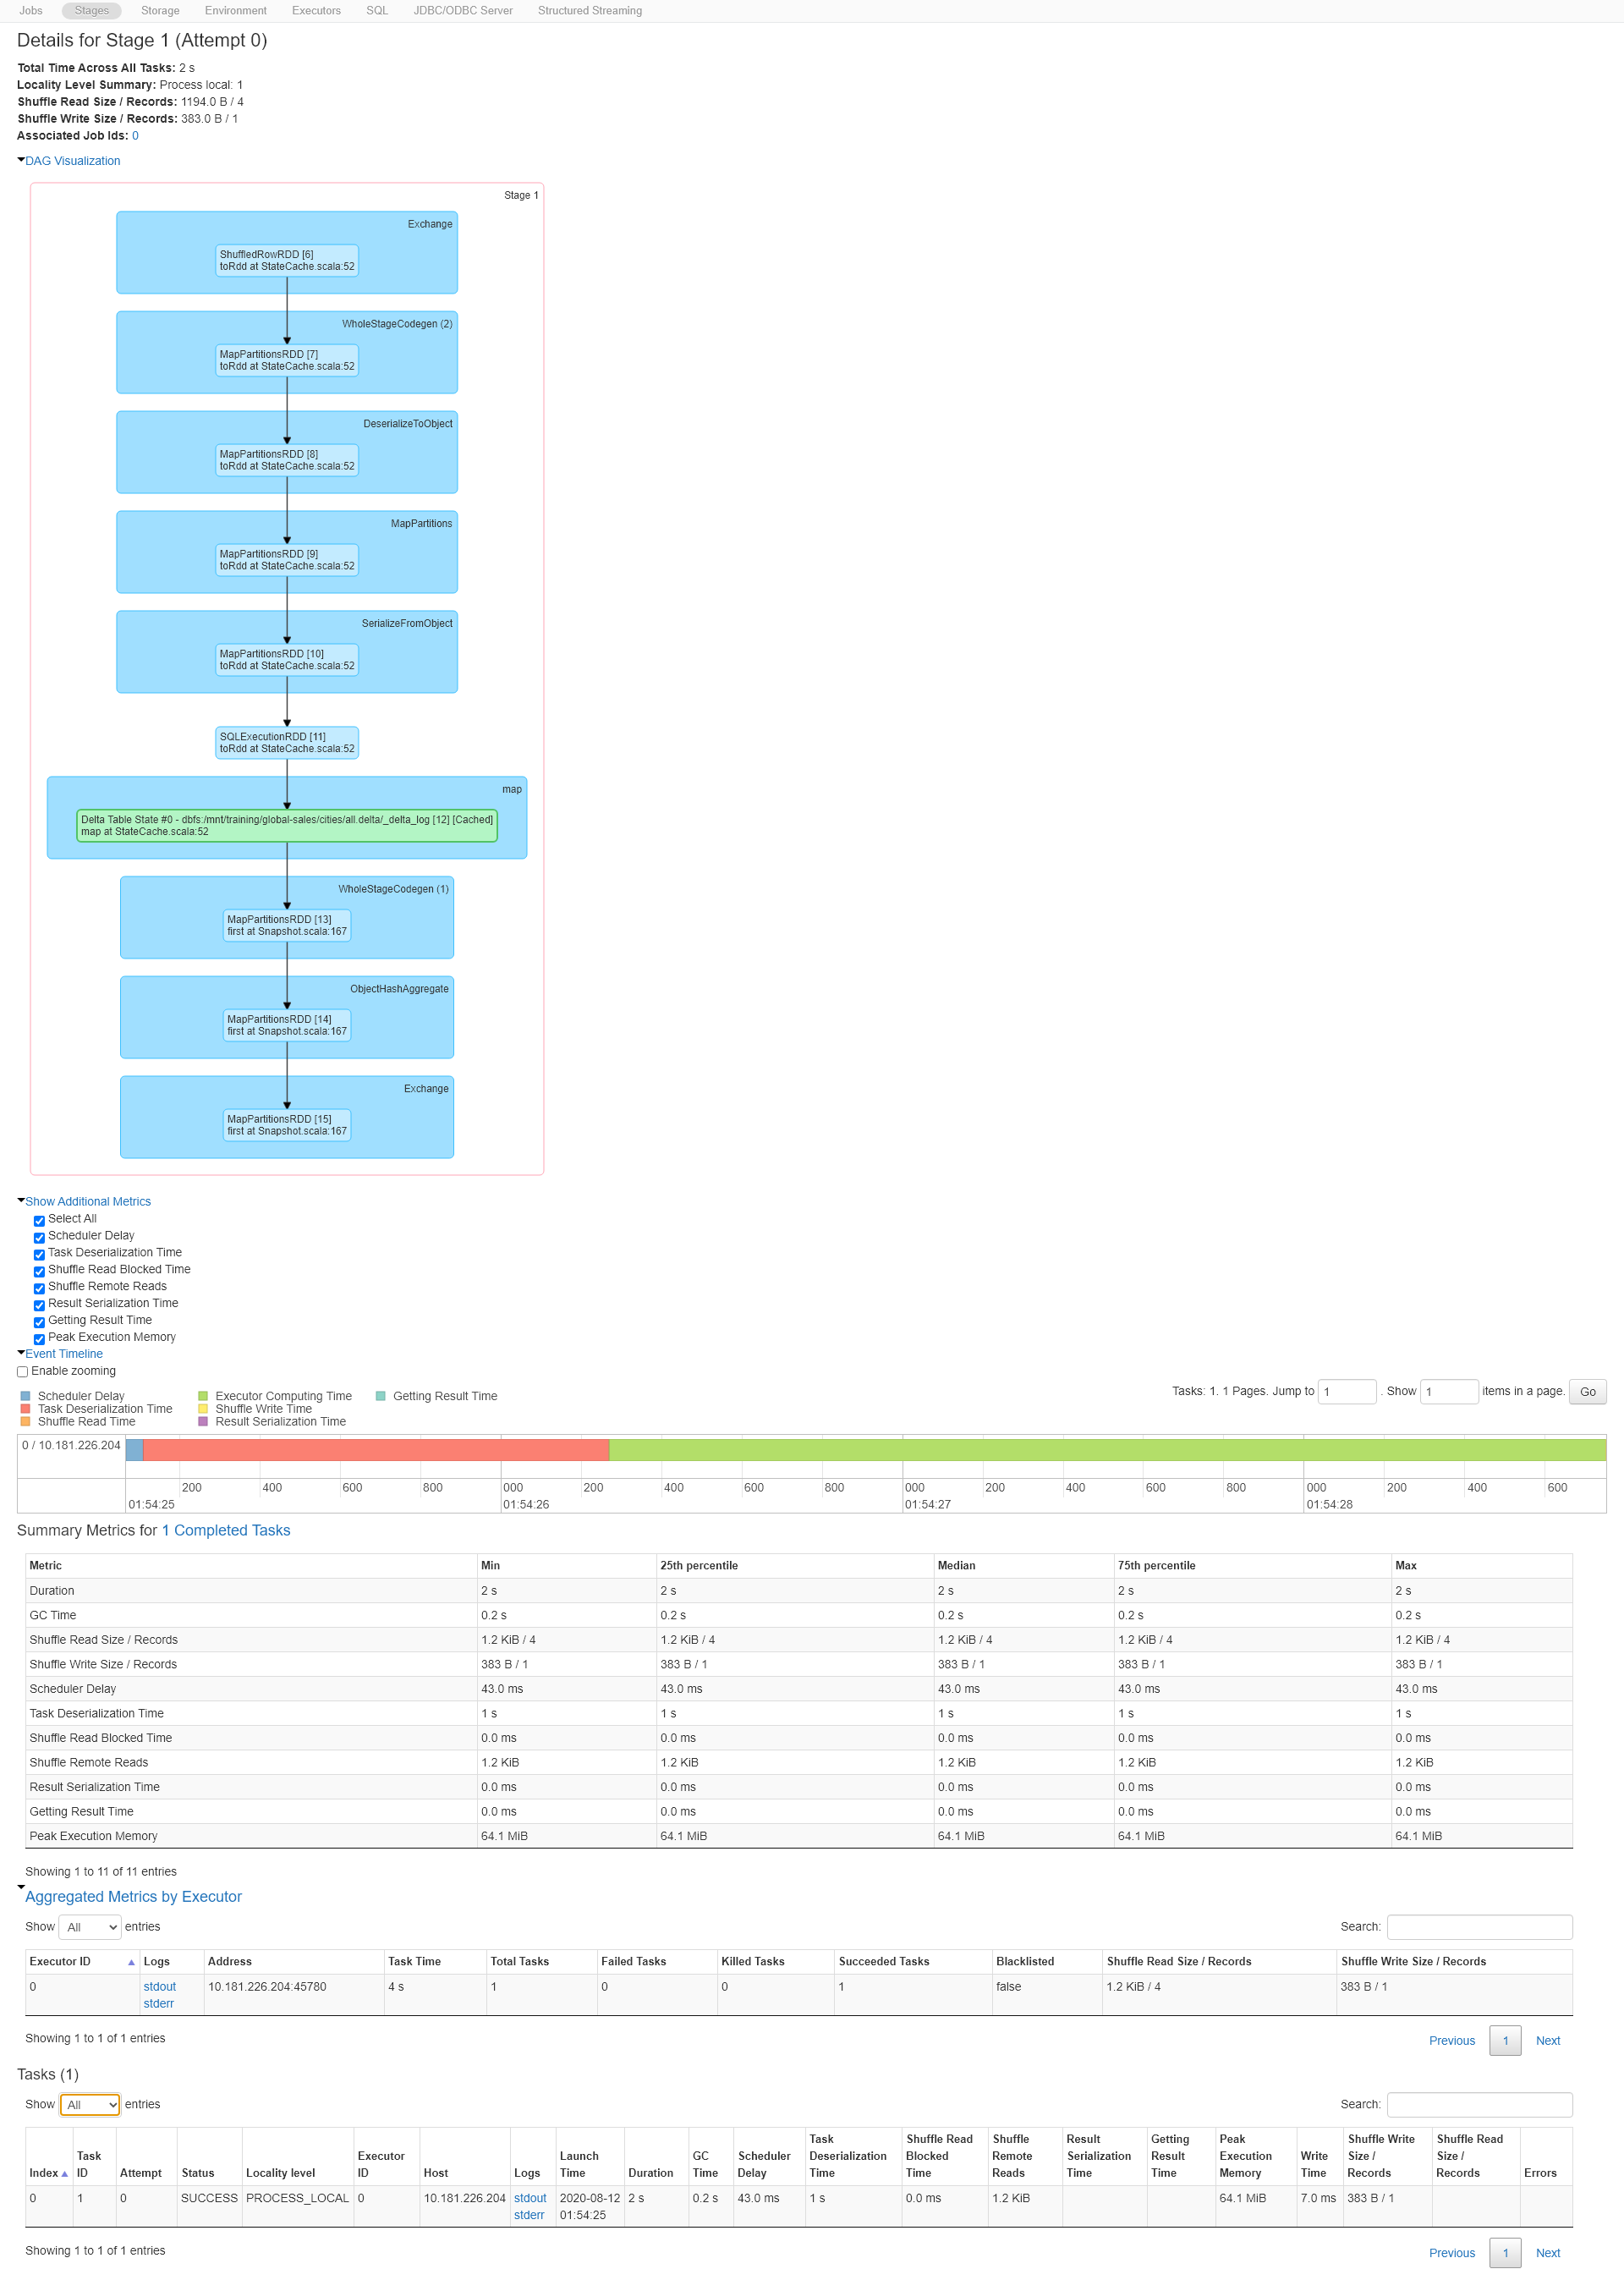 Jobs Stages Storage Environment Executors SQL JDBC/ODBC Server Structured Streaming
Details for Stage 1 (Attempt 0)
Total Time Across All Tasks: 2 s
Locality Level Summary: Process local: 1
Shuffle Read Size / Records: 1194.0 B / 4
Shuffle Write Size / Records: 383.0 B / 1
Associated Job Ids: 0
DAG Visualization
Stage 1
Exchange
ShuffledRowRDD [6]
toRdd at StateCache.scala:52
WholeStageCodegen (2)
MapPartitionsRDD [7]
toRdd at StateCache.scala:52
DeserializeToObject
MapPartitionsRDD [8]
toRdd at StateCache.scala:52
MapPartitions
MapPartitionsRDD [9]
toRdd at StateCache.scala:52
SerializeFromObject
MapPartitionsRDD [10]
toRdd at StateCache.scala:52
SQLExecutionRDD [11]
toRdd at StateCache.scala:52
map
Delta Table State #0 - dbfs:/mnt/training/global-sales/cities/all.delta/_delta_log [12] [Cached]
map at StateCache.scala:52
WholeStageCodegen (1)
MapPartitionsRDD [13]
first at Snapshot.scala:167
ObjectHashAggregate
MapPartitionsRDD [14]
first at Snapshot.scala:167
Exchange
MapPartitionsRDD [15]
first at Snapshot.scala:167
Show Additional Metrics
Select All
Scheduler Delay
Task Deserialization Time
Shuffle Read Blocked Time
Shuffle Remote Reads
Result Serialization Time
Getting Result Time
Peak Execution Memory
Event Timeline
Enable zooming
Scheduler Delay Executor Computing Time Getting Result Time
Task Deserialization Time Shuffle Write Time
Shuffle Read Time Result Serialization Time
Tasks: 1. 1 Pages. Jump to 1 . Show 1 items in a page. Go
0 / 10.181.226.204
200 400 600 800 000 200 400 600 800 000 200 400 600 800 000 200 400 600
01:54:25 01:54:26 01:54:27 01:54:28
Summary Metrics for 1 Completed Tasks
Metric Min 25th percentile Median 75th percentile Max
Duration 2 s 2 s 2 s 2 s 2 s
GC Time 0.2 s 0.2 s 0.2 s 0.2 s 0.2 s
Shuffle Read Size / Records 1.2 KiB / 4 1.2 KiB / 4 1.2 KiB / 4 1.2 KiB / 4 1.2 KiB / 4
Shuffle Write Size / Records 383 B / 1 383 B / 1 383 B / 1 383 B / 1 383 B / 1
Scheduler Delay 43.0 ms 43.0 ms 43.0 ms 43.0 ms 43.0 ms
Task Deserialization Time 1 s 1 s 1 s 1 s 1 s
Shuffle Read Blocked Time 0.0 ms 0.0 ms 0.0 ms 0.0 ms 0.0 ms
Shuffle Remote Reads 1.2 KiB 1.2 KiB 1.2 KiB 1.2 KiB 1.2 KiB
Result Serialization Time 0.0 ms 0.0 ms 0.0 ms 0.0 ms 0.0 ms
Getting Result Time 0.0 ms 0.0 ms 0.0 ms 0.0 ms 0.0 ms
Peak Execution Memory 64.1 MiB 64.1 MiB 64.1 MiB 64.1 MiB 64.1 MiB
Showing 1 to 11 of 11 entries
Aggregated Metrics by Executor
Show All entries Search:
Executor ID Logs Address Task Time Total Tasks Failed Tasks Killed Tasks Succeeded Tasks Blacklisted Shuffle Read Size / Records Shuffle Write Size / Records
0 stdout 10.181.226.204:45780 4 s 1 0 0 1 false 1.2 KiB / 4 383 B / 1
stderr
Showing 1 to 1 of 1 entries Previous 1 Next
Tasks (1)
Show All entries Search:
Task Shuffle Read Shuffle Result Getting Peak Shuffle Write Shuffle Read
Task Executor Launch GC Scheduler Deserialization Blocked Remote Serialization Result Execution Write Size / Size /
Index ID Attempt Status Locality level ID Host Logs Time Duration Time Delay Time Time Reads Time Time Memory Time Records Records Errors
0 1 0 SUCCESS PROCESS_LOCAL 0 10.181.226.204 stdout 2020-08-12 2 s 0.2 s 43.0 ms 1 s 0.0 ms 1.2 KiB 64.1 MiB 7.0 ms 383 B / 1
stderr 01:54:25
Showing 1 to 1 of 1 entries Previous 1 Next